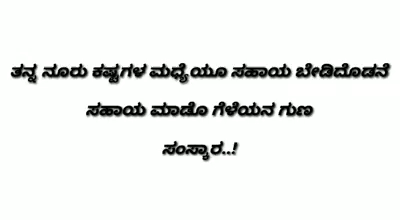 ತನ್ನ ನೂರು ಕಷ್ಟಗಳ ಮಧ್ಯೆಯೂ ಸಹಾಯ ಬೇಡಿದೊಡನೆ
ಸಹಾಯ ಮಾಡೊ ಗೆಳೆಯನ ಗುಣ
ಸಂಸ್ಕಾರ..!